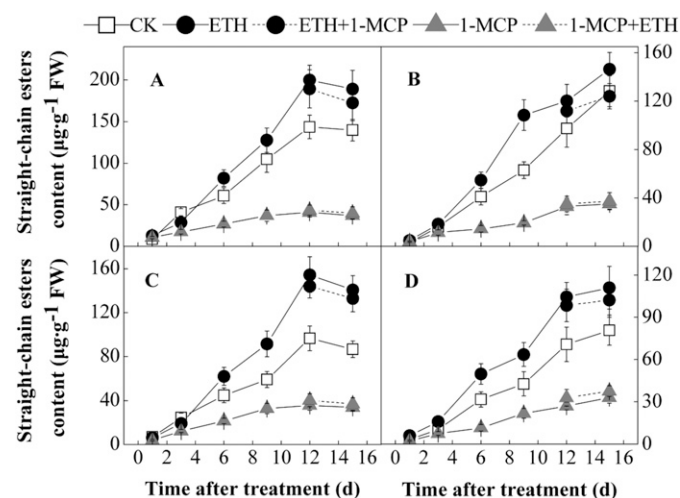 CK ETH ETH+1-MCP 1-MCP 1-MCP+ETH
Straight-chain esters
content (μg·g⁻¹ FW)
200
150
100
50
0
A
B
160
120
80
40
0
Straight-chain esters
content (μg·g⁻¹ FW)
160
120
80
40
0
C
D
120
90
60
30
0
0 2 4 6 8 10 12 14 16
0 2 4 6 8 10 12 14 16
Time after treatment (d) Time after treatment (d)